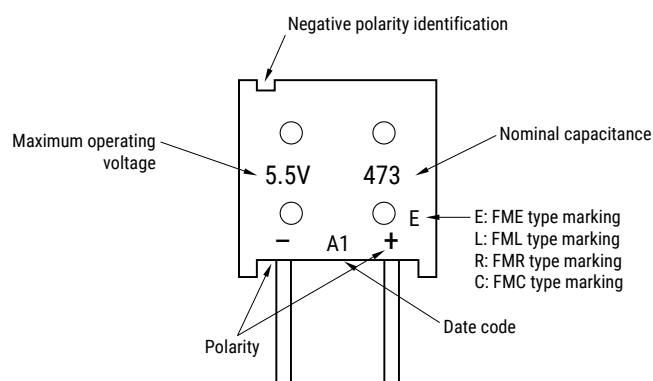 Negative polarity identification
Maximum operating
voltage
Nominal capacitance
5.5V 473
E
E: FME type marking
L: FML type marking
R: FMR type marking
C: FMC type marking
− A1 +
Date code
Polarity